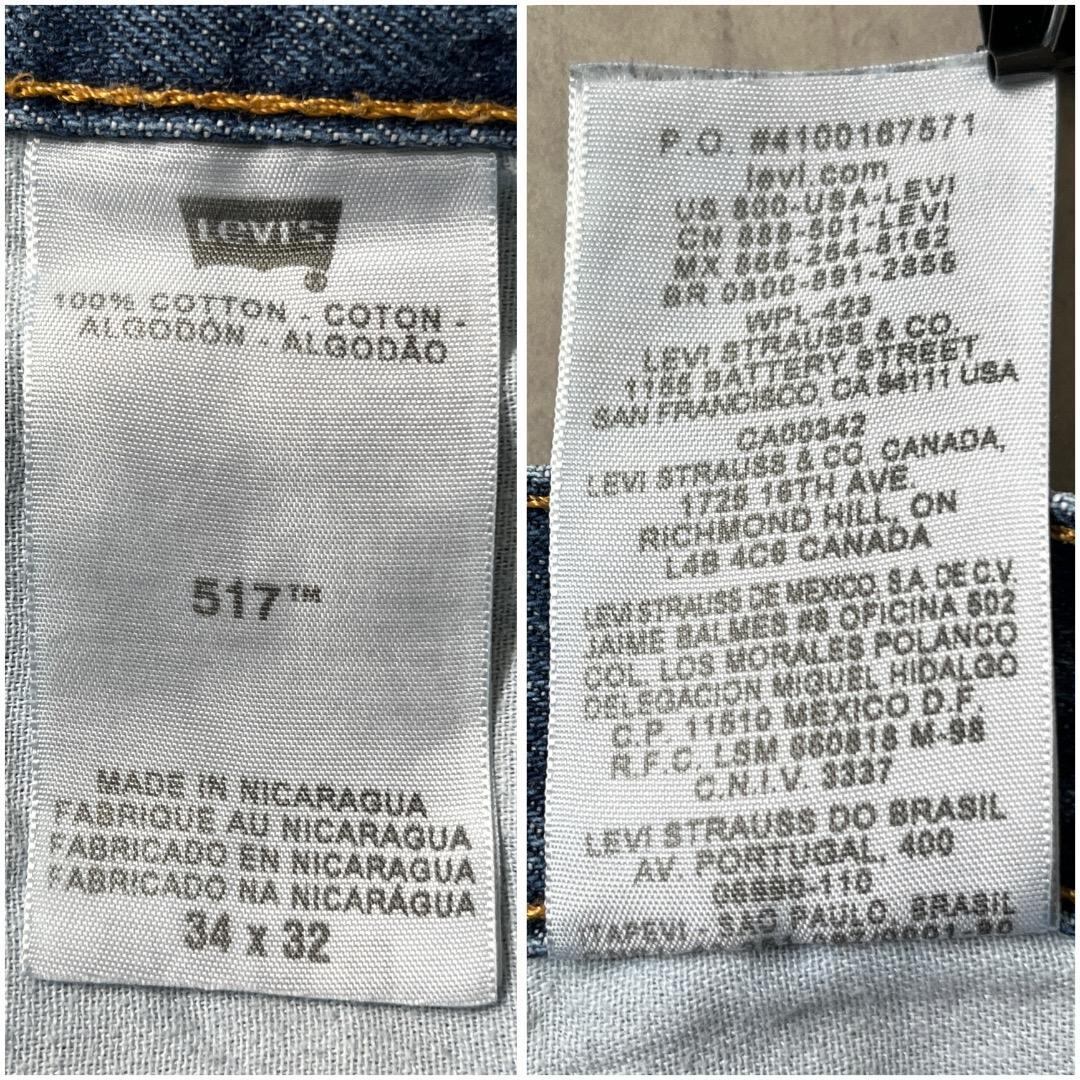 Levi's
®
100% COTTON - COTON -
ALGODÓN - ALGODÃO
517™
MADE IN NICARAGUA
FABRIQUE AU NICARAGUA
FABRICADO EN NICARAGUA
FABRICADO NA NICARÁGUA
34 x 32
P.O. #4100167571
levi.com
US 800-USA-LEVI
CN 888-501-LEVI
MX 866-264-8162
BR 0800-891-2855
WPL-423
LEVI STRAUSS & CO.
1155 BATTERY STREET
SAN FRANCISCO, CA 94111 USA
CA00342
LEVI STRAUSS & CO. CANADA,
1725 16TH AVE.
RICHMOND HILL, ON
L4B 4C6 CANADA
LEVI STRAUSS DE MEXICO S.A. DE C.V.
JAIME BALMES #8 OFICINA 602
COL. LOS MORALES POLANCO
DELEGACION MIGUEL HIDALGO
C.P. 11510 MEXICO D.F.
R.F.C. LSM 860818 M-98
C.N.I.V. 3337
LEVI STRAUSS DO BRASIL
AV. PORTUGAL, 400
06690-110
ITAPEVI - SAO PAULO, BRASIL